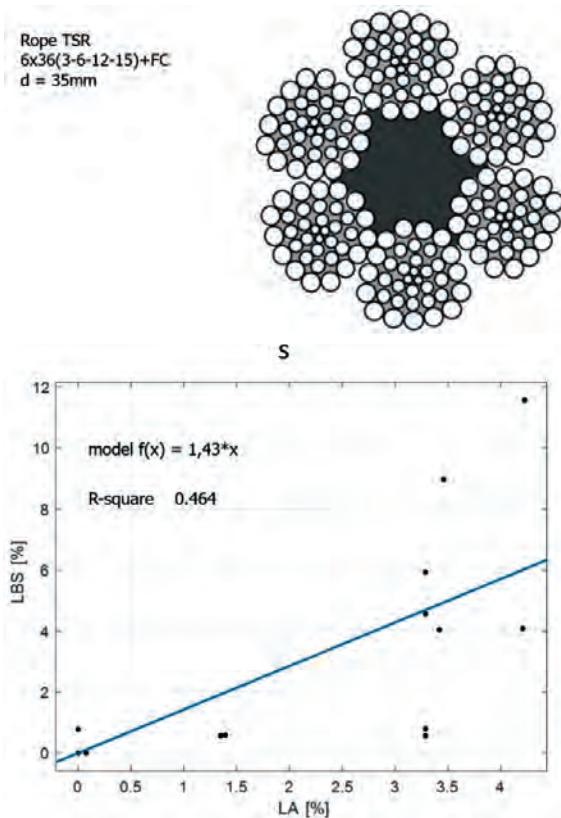 Rope TSR
6x36(3-6-12-15)+FC
d = 35mm
S
12
10
8
6
4
2
0
LBS [%]
model f(x) = 1,43*x
R-square 0.464
0 0.5 1 1.5 2 2.5 3 3.5 4
LA [%]